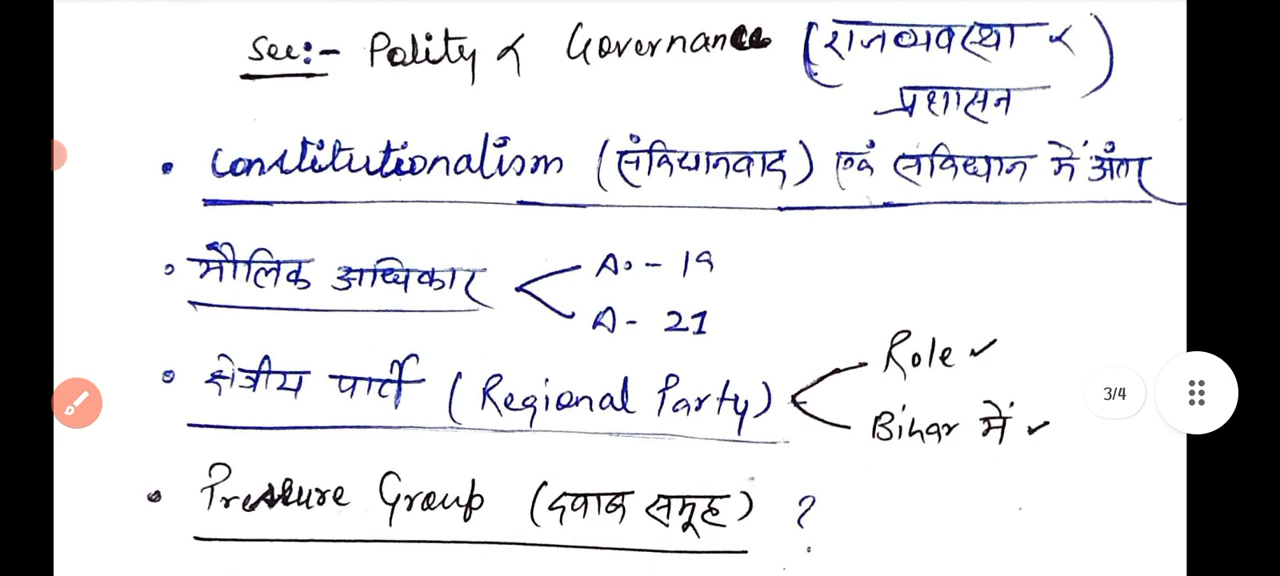 Sec:- Polity & Governance (राजव्यवस्था &
प्रशासन)
• Constitutionalism (संविधानवाद) एवं संविधान में अंतर
• मौलिक अधिकार < A. - 19
A - 21
• क्षेत्रीय पार्टी (Regional Party) < Role ✓
Bihar में ✓
3/4
• Pressure Group (दवाब समूह) ?